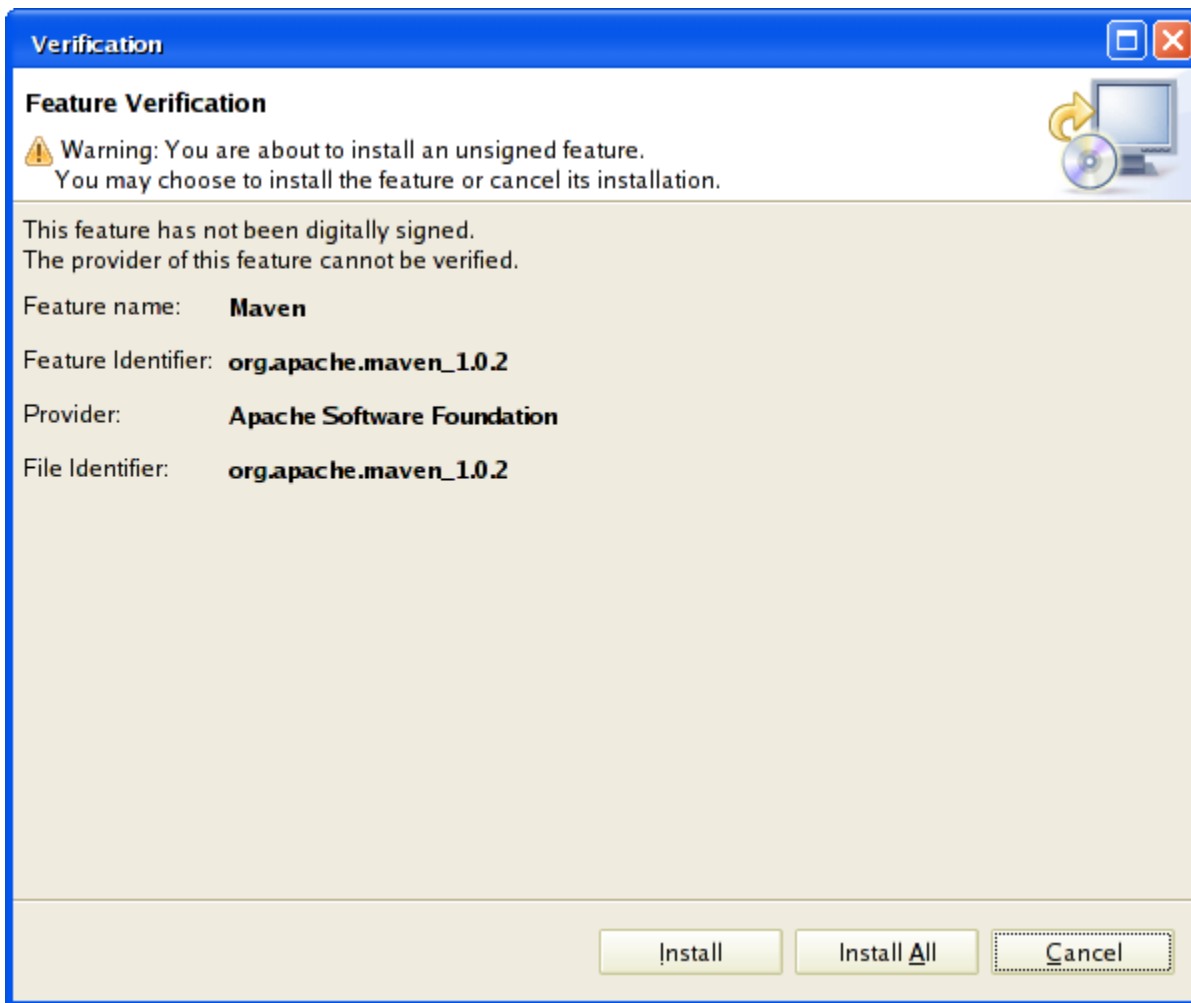 Verification
Feature Verification
Warning: You are about to install an unsigned feature.
You may choose to install the feature or cancel its installation.
This feature has not been digitally signed.
The provider of this feature cannot be verified.
Feature name: Maven
Feature Identifier: org.apache.maven_1.0.2
Provider: Apache Software Foundation
File Identifier: org.apache.maven_1.0.2
Install Install All Cancel